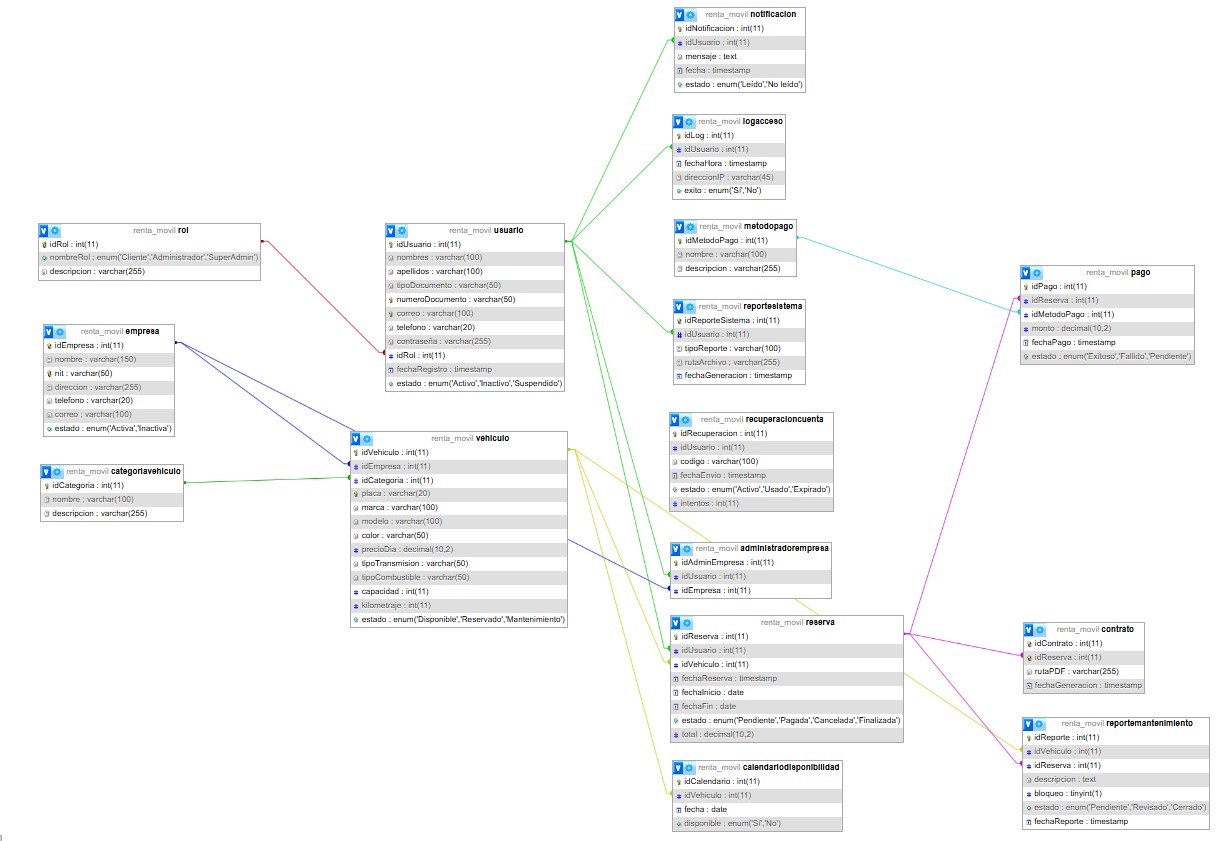 renta_movil notificacion
idNotificacion : int(11)
idUsuario : int(11)
mensaje : text
fecha : timestamp
estado : enum('Leído','No leído')
renta_movil logacceso
idLog : int(11)
idUsuario : int(11)
fechaHora : timestamp
direccionIP : varchar(45)
exito : enum('Sí','No')
renta_movil rol
idRol : int(11)
nombreRol : enum('Cliente','Administrador','SuperAdmin')
descripcion : varchar(255)
renta_movil usuario
idUsuario : int(11)
nombres : varchar(100)
apellidos : varchar(100)
tipoDocumento : varchar(50)
numeroDocumento : varchar(50)
correo : varchar(100)
telefono : varchar(20)
contraseña : varchar(255)
idRol : int(11)
fechaRegistro : timestamp
estado : enum('Activo','Inactivo','Suspendido')
renta_movil metodopago
idMetodoPago : int(11)
nombre : varchar(100)
descripcion : varchar(255)
renta_movil pago
idPago : int(11)
idReserva : int(11)
idMetodoPago : int(11)
monto : decimal(10,2)
fechaPago : timestamp
estado : enum('Exitoso','Fallido','Pendiente')
renta_movil reportesistema
idReporteSistema : int(11)
idUsuario : int(11)
tipoReporte : varchar(100)
rutaArchivo : varchar(255)
fechaGeneracion : timestamp
renta_movil empresa
idEmpresa : int(11)
nombre : varchar(150)
nit : varchar(50)
direccion : varchar(255)
telefono : varchar(20)
correo : varchar(100)
estado : enum('Activa','Inactiva')
renta_movil recuperacioncuenta
idRecuperacion : int(11)
idUsuario : int(11)
codigo : varchar(100)
fechaEnvio : timestamp
estado : enum('Activo','Usado','Expirado')
intentos : int(11)
renta_movil vehiculo
idVehiculo : int(11)
idEmpresa : int(11)
idCategoria : int(11)
placa : varchar(20)
marca : varchar(100)
modelo : varchar(100)
color : varchar(50)
precioDia : decimal(10,2)
tipoTransmision : varchar(50)
tipoCombustible : varchar(50)
capacidad : int(11)
kilometraje : int(11)
estado : enum('Disponible','Reservado','Mantenimiento')
renta_movil categoriavehiculo
idCategoria : int(11)
nombre : varchar(100)
descripcion : varchar(255)
renta_movil administradorempresa
idAdminEmpresa : int(11)
idUsuario : int(11)
idEmpresa : int(11)
renta_movil reserva
idReserva : int(11)
idUsuario : int(11)
idVehiculo : int(11)
fechaReserva : timestamp
fechaInicio : date
fechaFin : date
estado : enum('Pendiente','Pagada','Cancelada','Finalizada')
total : decimal(10,2)
renta_movil contrato
idContrato : int(11)
idReserva : int(11)
rutaPDF : varchar(255)
fechaGeneracion : timestamp
renta_movil reportemantenimiento
idReporte : int(11)
idVehiculo : int(11)
idReserva : int(11)
descripcion : text
bloqueo : tinyint(1)
estado : enum('Pendiente','Revisado','Cerrado')
fechaReporte : timestamp
renta_movil calendariodisponibilidad
idCalendario : int(11)
idVehiculo : int(11)
fecha : date
disponible : enum('Sí','No')